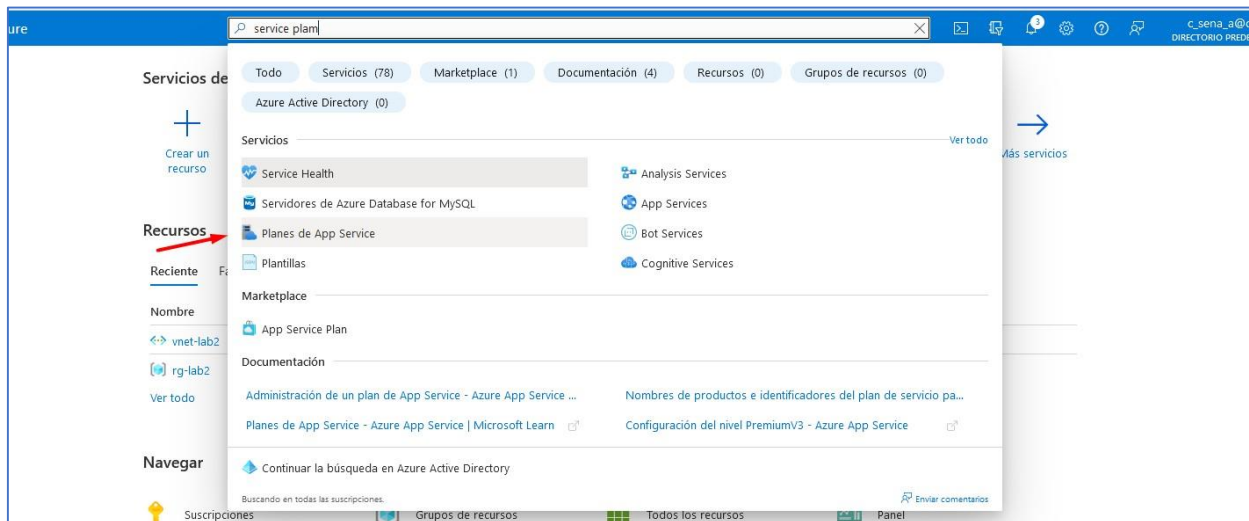 ure
service plam
3
c_sena_a@
DIRECTORIO PREDE
Servicios de
Todo
Servicios (78)
Marketplace (1)
Documentación (4)
Recursos (0)
Grupos de recursos (0)
Azure Active Directory (0)
Crear un
recurso
Servicios
Ver todo
Más servicios
Service Health
Analysis Services
Servidores de Azure Database for MySQL
App Services
Recursos
Planes de App Service
Bot Services
Plantillas
Cognitive Services
Reciente
Marketplace
Nombre
App Service Plan
vnet-lab2
Documentación
rg-lab2
Administración de un plan de App Service - Azure App Service ...
Nombres de productos e identificadores del plan de servicio pa...
Ver todo
Planes de App Service - Azure App Service | Microsoft Learn
Configuración del nivel PremiumV3 - Azure App Service
Navegar
Continuar la búsqueda en Azure Active Directory
Buscando en todas las suscripciones.
Enviar comentarios
Suscripciones
Grupos de recursos
Todos los recursos
Panel